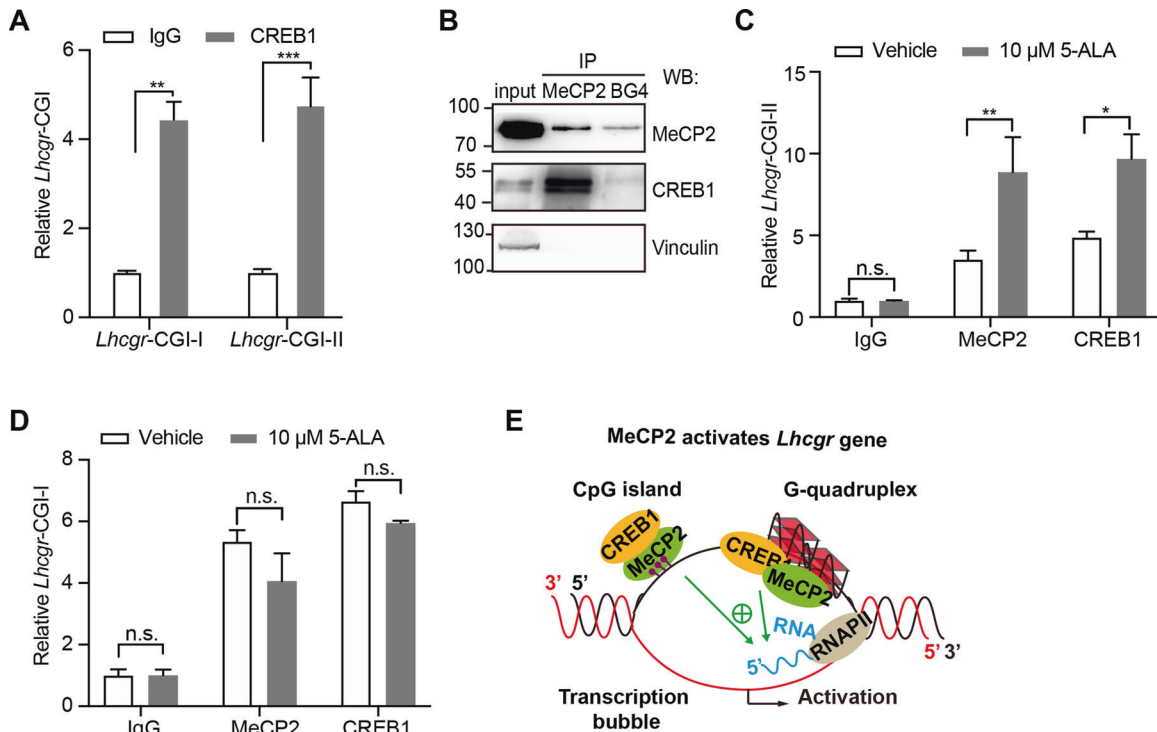 A
IgG CREB1
Relative Lhcgr-CGI
6
4
2
0
**
***
Lhcgr-CGI-I Lhcgr-CGI-II
B
IP
WB:
input MeCP2 BG4
100
70
MeCP2
55
40
CREB1
130
100
Vinculin
C
Vehicle 10 µM 5-ALA
Relative Lhcgr-CGI-II
15
10
5
0
n.s.
**
*
IgG MeCP2 CREB1
D
Vehicle 10 µM 5-ALA
Relative Lhcgr-CGI-I
8
6
4
2
0
n.s.
n.s.
n.s.
IgG MeCP2 CREB1
E
MeCP2 activates Lhcgr gene
CpG island G-quadruplex
CREB1
MeCP2
CREB1
MeCP2
3' 5'
RNA
RNAPII
5'
5' 3'
Transcription
bubble
Activation